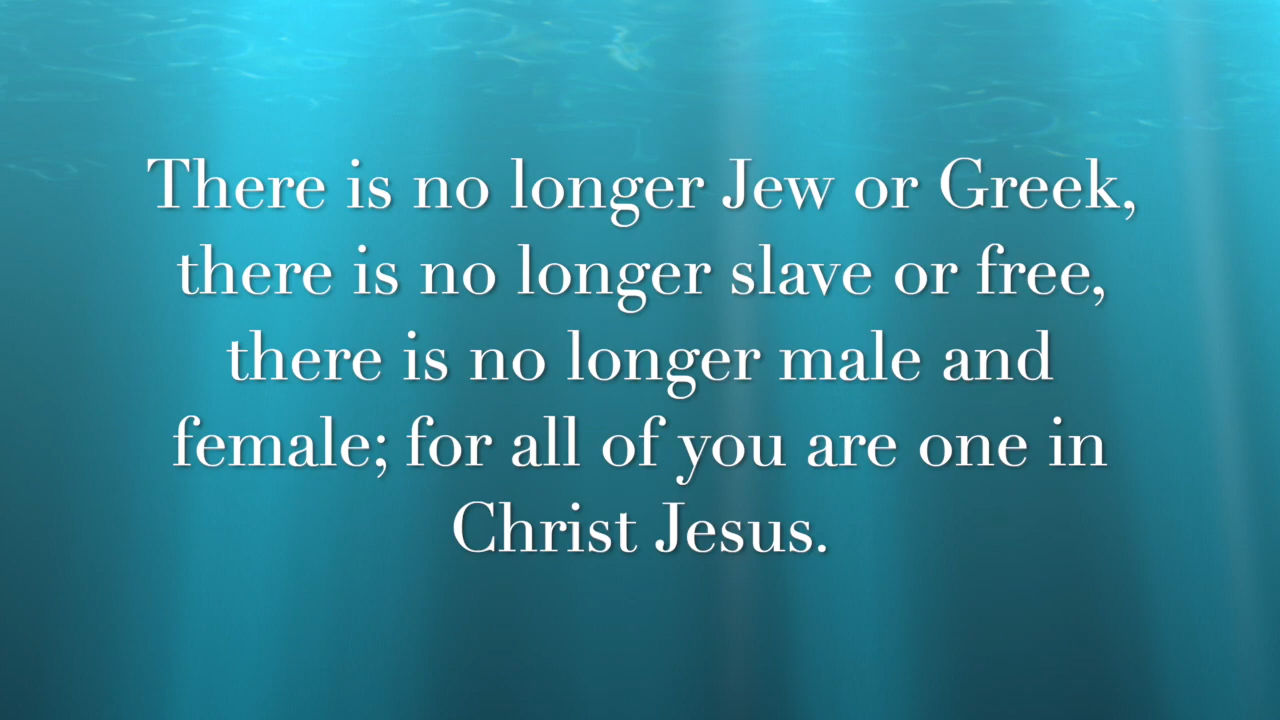 There is no longer Jew or Greek,
there is no longer slave or free,
there is no longer male and
female; for all of you are one in
Christ Jesus.